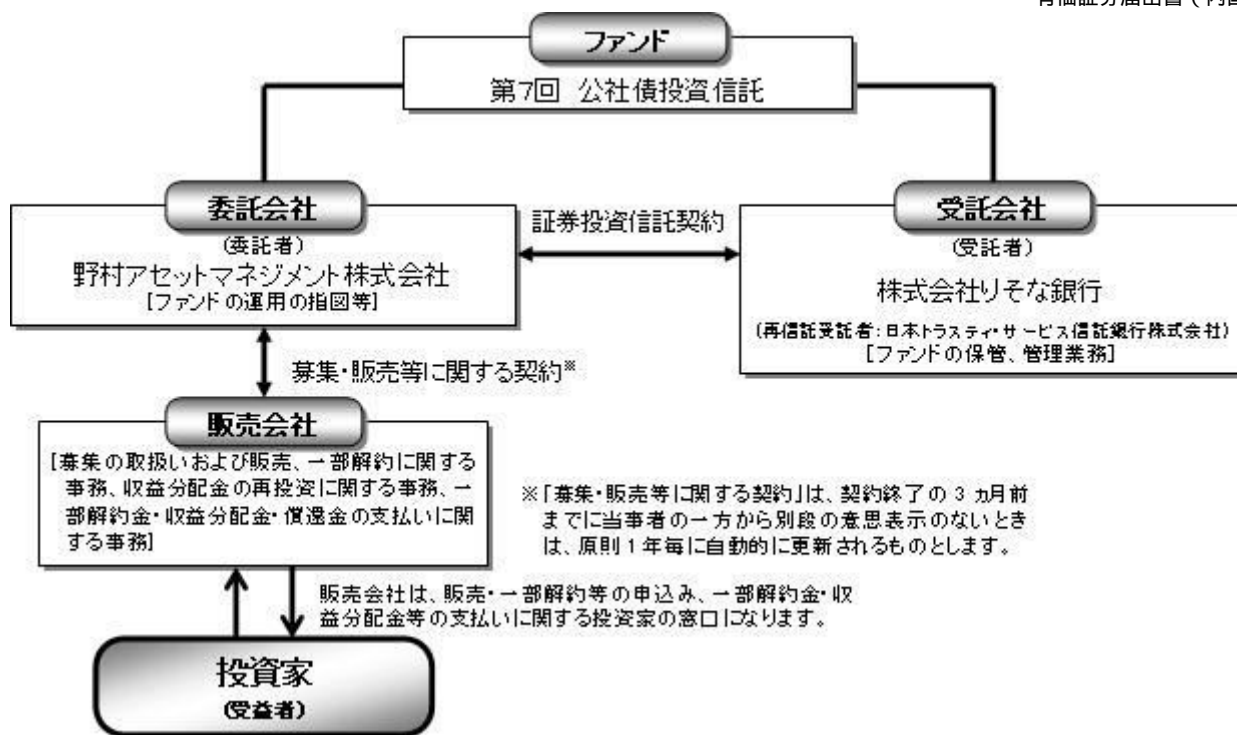 ファンド
第7回 公社債投資信託
委託会社
(委託者)
野村アセットマネジメント株式会社
[ファンドの運用の指図等]
証券投資信託契約
受託会社
(受託者)
株式会社りそな銀行
(再信託受託者:日本トラスティ・サービス信託銀行株式会社)
[ファンドの保管、管理業務]
募集・販売等に関する契約※
販売会社
[募集の取扱いおよび販売、一部解約に関する
事務、収益分配金の再投資に関する事務、一
部解約金・収益分配金・償還金の支払いに関
する事務]
※「募集・販売等に関する契約」は、契約終了の3ヵ月前
までに当事者の一方から別段の意思表示のないとき
は、原則1年毎に自動的に更新されるものとします。
販売会社は、販売・一部解約等の申込み、一部解約金・収
益分配金等の支払いに関する投資家の窓口になります。
投資家
(受益者)